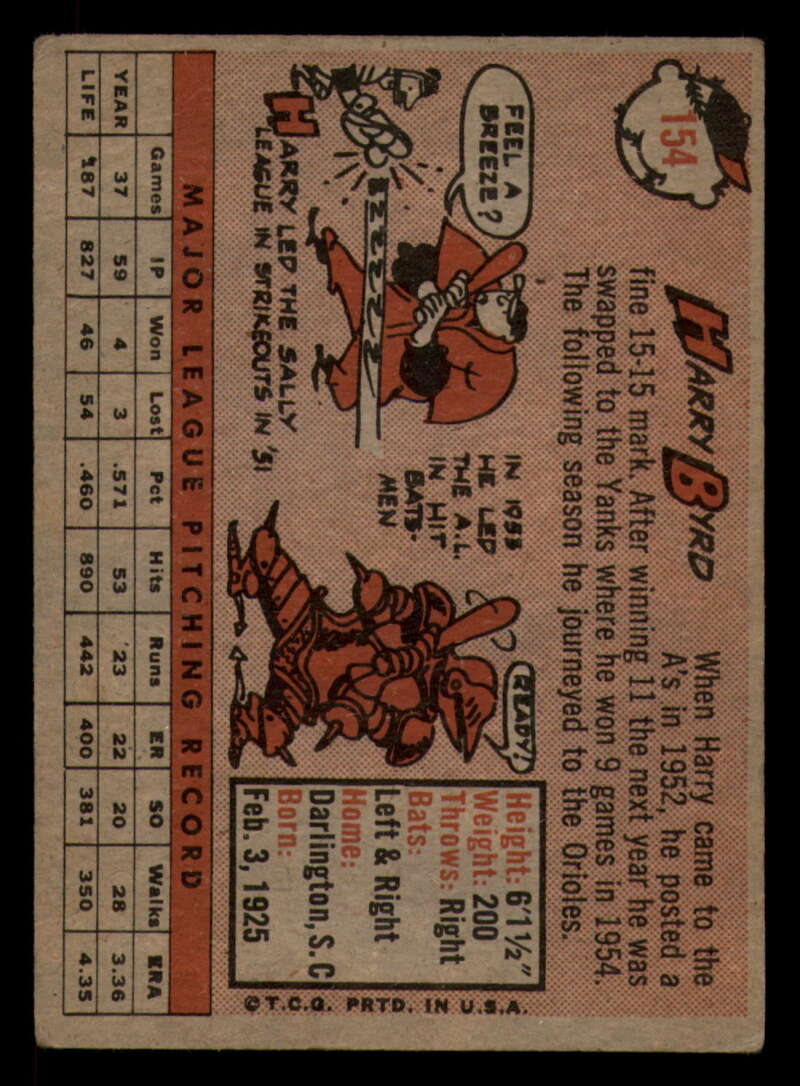 154
HARRY BYRD
When Harry came to the
A's in 1952, he posted a
fine 15-15 mark. After winning 11 the next year he was
swapped to the Yanks where he won 9 games in 1954.
The following season he journeyed to the Orioles.
FEEL A
BREEZE?
BZZZZZZ
HARRY LED THE SALLY
LEAGUE IN STRIKEOUTS IN '51
IN 1953
HE LED
THE A.L.
IN HIT
BATS-
MEN
READY!
Height: 6'1½"
Weight: 200
Throws: Right
Bats:
Left & Right
Home:
Darlington, S. C
Born:
Feb. 3, 1925
©T.C.G. PRTD. IN U.S.A.
MAJOR LEAGUE PITCHING RECORD
Games IP Won Lost Pct Hits Runs ER SO Walks ERA
YEAR 37 59 4 3 .571 53 23 22 20 28 3.36
LIFE 187 827 46 54 .460 890 442 400 381 350 4.35